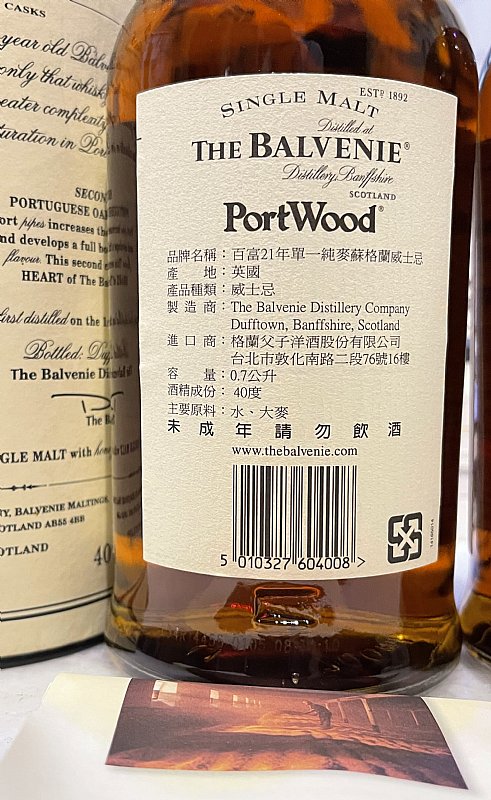 CASKS
year old Balv
only that whisky
eater complexity
turation in Por
SECON
PORTUGUESE OA
ort pipes increases the
nd develops a full b
flavour. This second
HEART of The Ba
First distilled on the
Bottled:
The Balvenie Di
The Ba
GLE MALT with hon
RY, BALVENIE MALTINGS,
OTLAND AB55 4BB
OTLAND
40
ESTD 1892
SINGLE MALT
Distilled at
THE BALVENIE®
Distillery, Banffshire
SCOTLAND
PortWood®
品牌名稱：百富21年單一純麥蘇格蘭威士忌
產 地：英國
產品種類：威士忌
製 造 商：The Balvenie Distillery Company
Dufftown, Banffshire, Scotland
進 口 商：格蘭父子洋酒股份有限公司
台北市敦化南路二段76號16樓
容 量：0.7公升
酒精成份：40度
主要原料：水、大麥
未 成 年 請 勿 飲 酒
www.thebalvenie.com
5 010327 604008 >